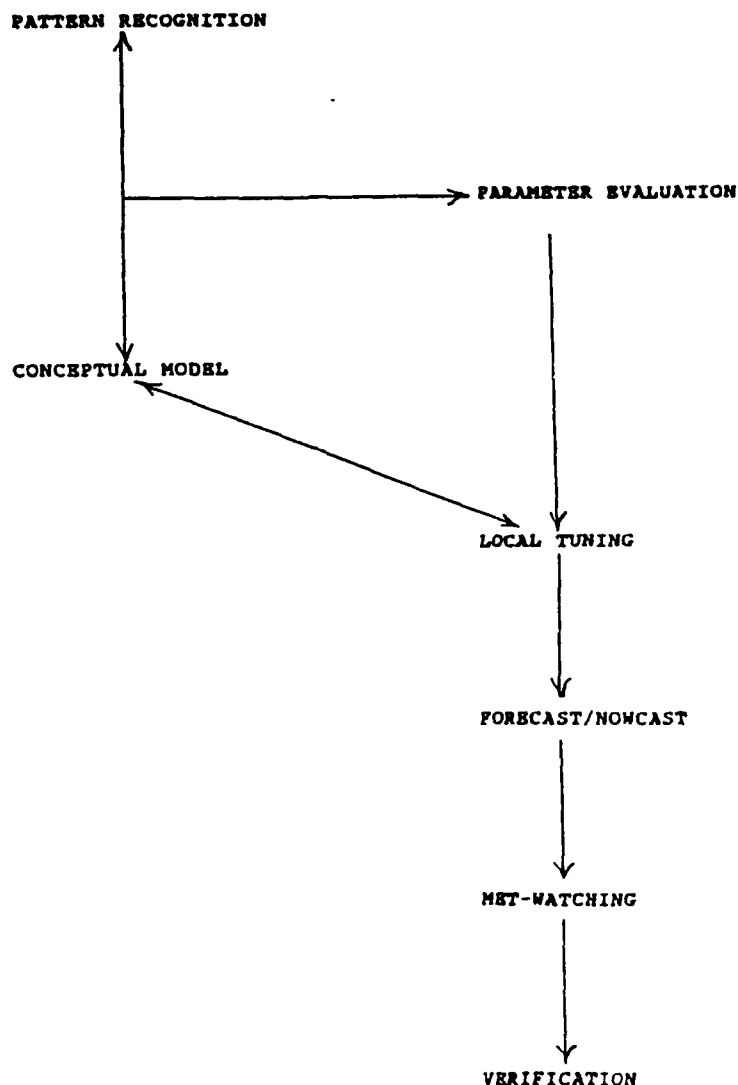 PATTERN RECOGNITION
PARAMETER EVALUATION
CONCEPTUAL MODEL
LOCAL TUNING
FORECAST/NOWCAST
MET-WATCHING
VERIFICATION